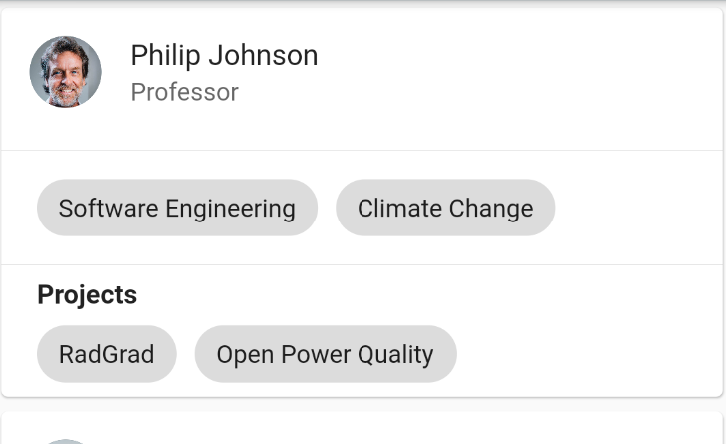 Philip Johnson
Professor
Software Engineering Climate Change
Projects
RadGrad Open Power Quality